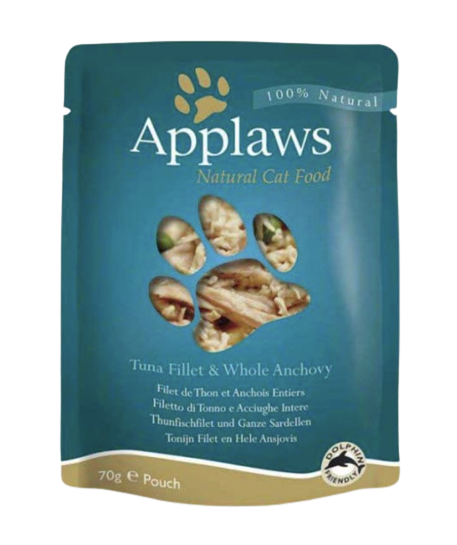 100% Natural
Applaws
Natural Cat Food
Tuna Fillet & Whole Anchovy
Filet de Thon et Anchois Entiers
Filetto di Tonno e Acciughe Intere
Thunfischfilet und Ganze Sardellen
Tonijn Filet en Hele Ansjovis
70g ℮ Pouch
DOLPHIN
FRIENDLY